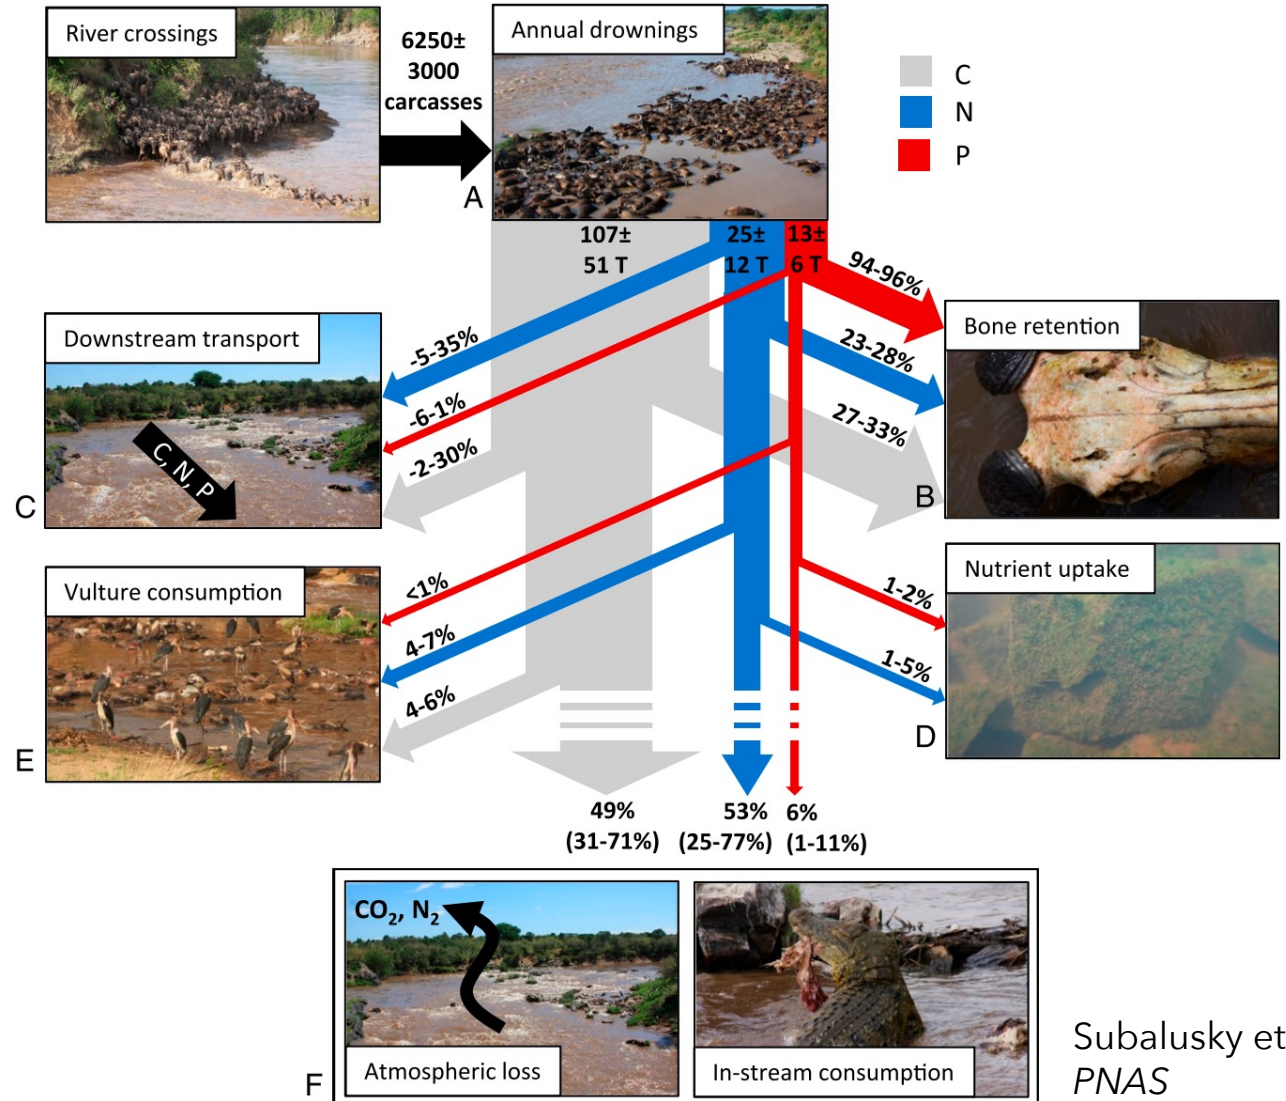 River crossings
6250±
3000
carcasses
Annual drownings
C
N
P
A
107±
51 T
25±
12 T
13±
6 T
94-96%
Bone retention
23-28%
27-33%
B
Downstream transport
-5-35%
-6-1%
-2-30%
C, N, P
C
Vulture consumption
<1%
4-7%
4-6%
E
Nutrient uptake
1-2%
1-5%
D
49%
(31-71%)
53%
(25-77%)
6%
(1-11%)
CO₂, N₂
Atmospheric loss
In-stream consumption
F
Subalusky et
PNAS